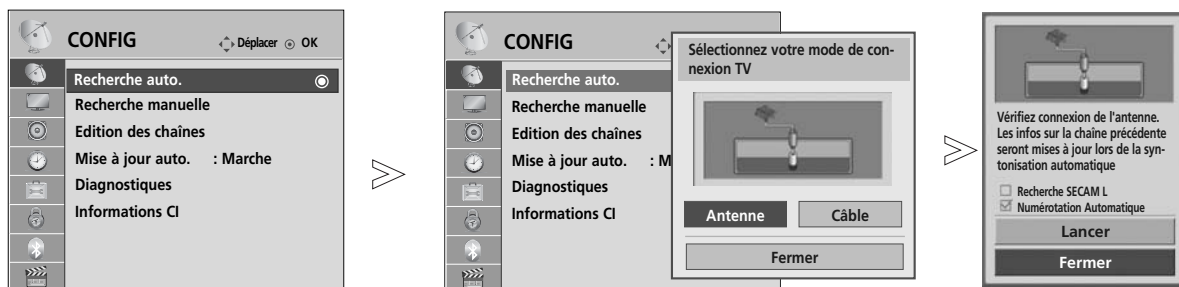 CONFIG
Déplacer OK
Recherche auto.
Recherche manuelle
Edition des chaînes
Mise à jour auto. : Marche
Diagnostiques
Informations CI
CONFIG
Recherche auto.
Recherche manuelle
Edition des chaînes
Mise à jour auto. : M
Diagnostiques
Informations CI
Sélectionnez votre mode de con-
nexion TV
Antenne Câble
Fermer
Vérifiez connexion de l'antenne.
Les infos sur la chaîne précédente
seront mises à jour lors de la syn-
tonisation automatique
Recherche SECAM L
Numérotation Automatique
Lancer
Fermer